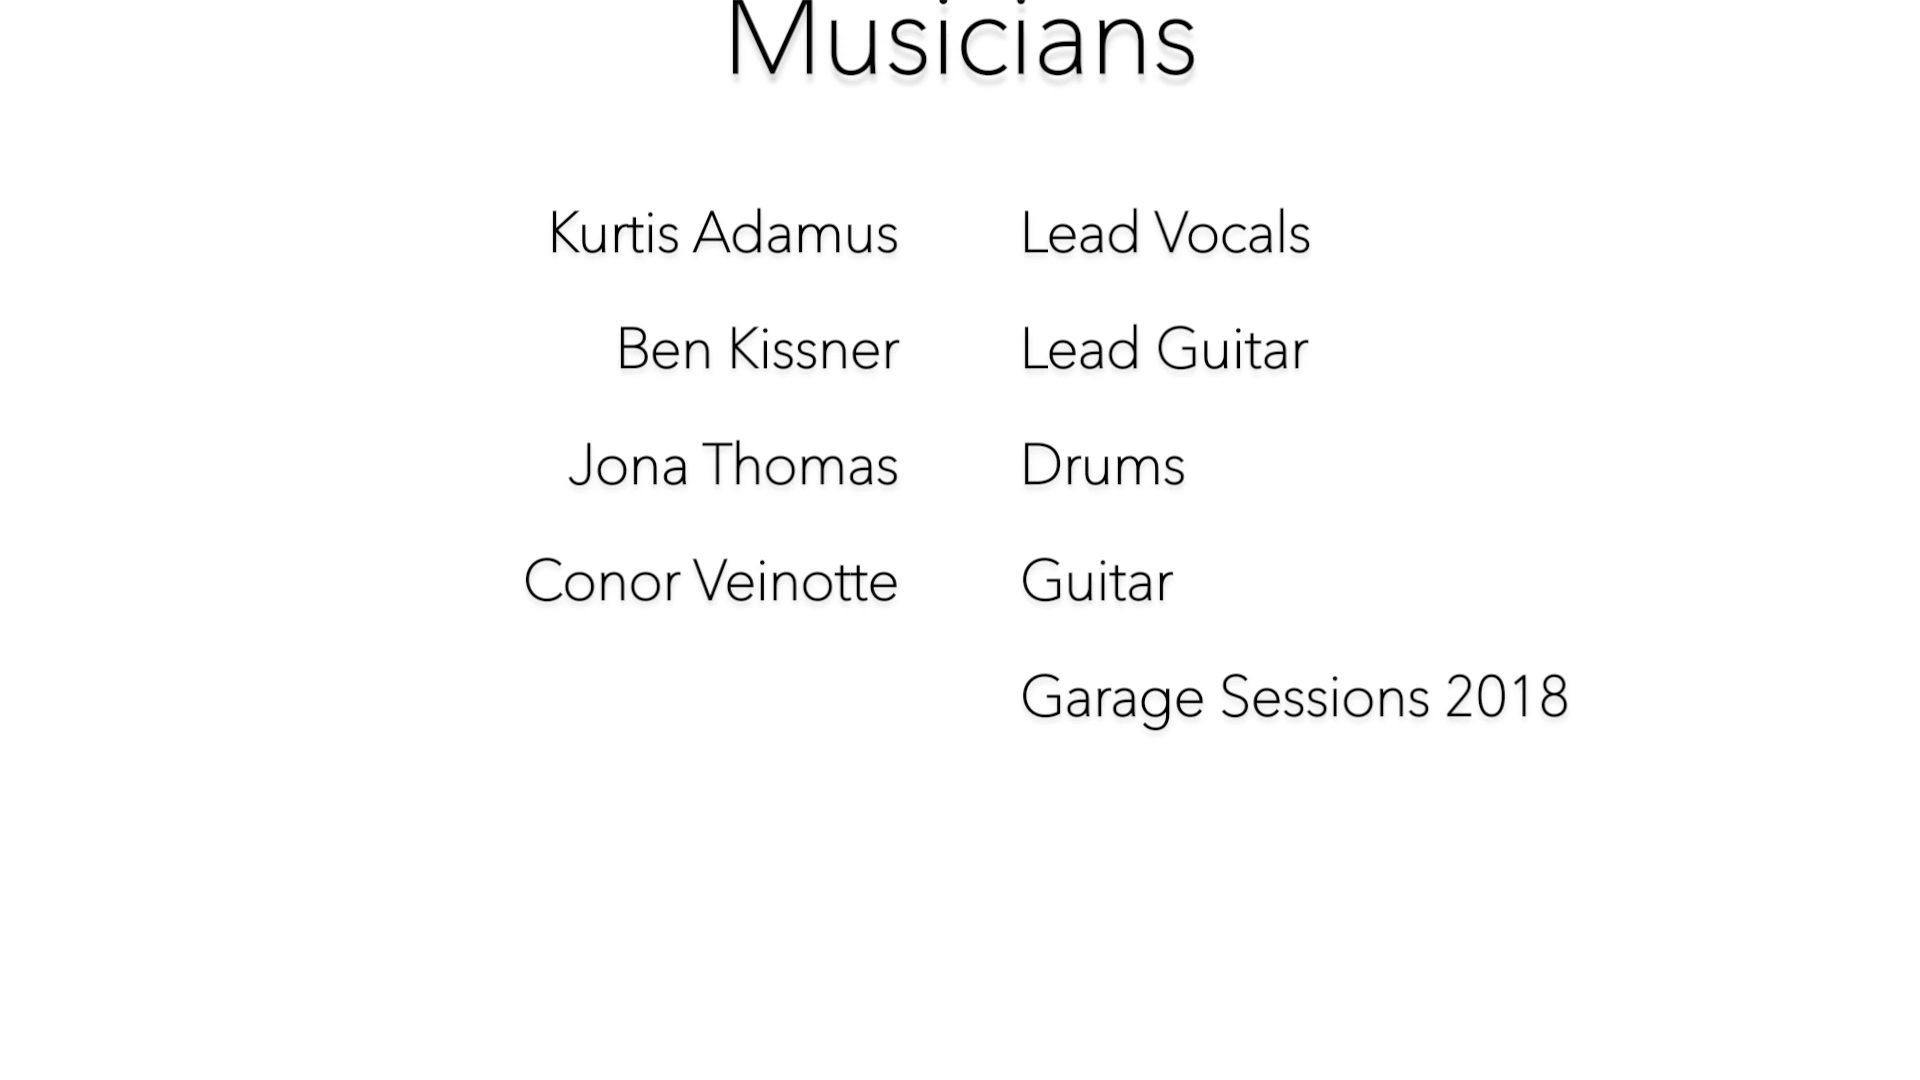 Musicians
Kurtis Adamus Lead Vocals
Ben Kissner Lead Guitar
Jona Thomas Drums
Conor Veinotte Guitar
Garage Sessions 2018